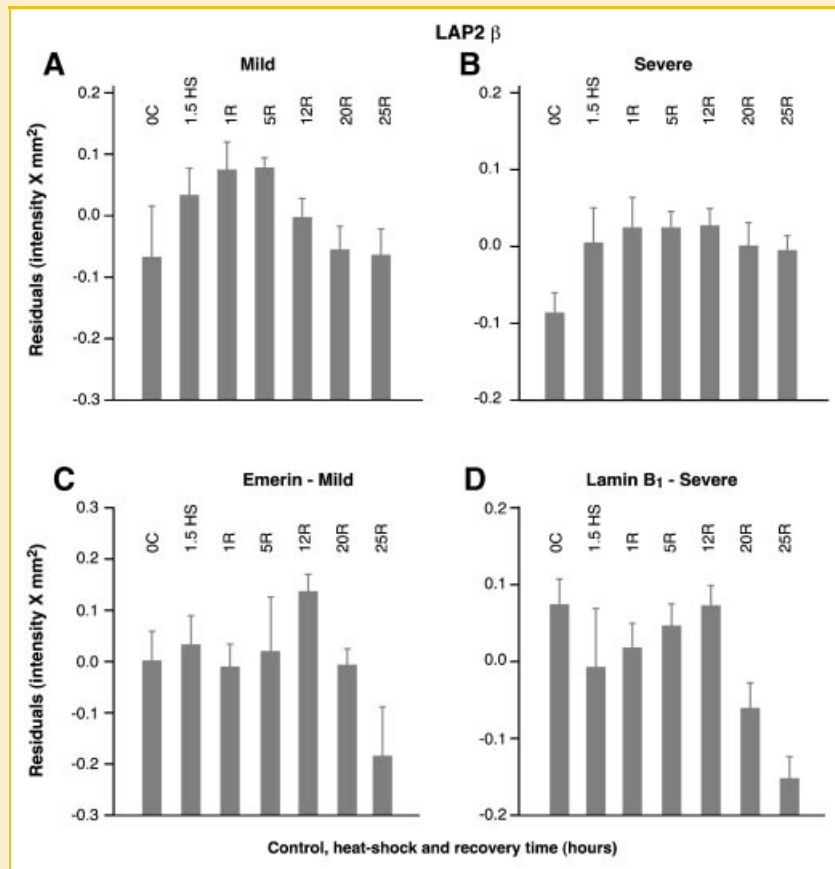 LAP2 β
A Mild
B Severe
0C 1.5 HS 1R 5R 12R 20R 25R
0C 1.5 HS 1R 5R 12R 20R 25R
Residuals (intensity X mm²)
0.2
0.1
0.0
-0.1
-0.2
-0.3
0.2
0.1
0.0
-0.1
-0.2
C Emerin - Mild
D Lamin B₁ - Severe
0C 1.5 HS 1R 5R 12R 20R 25R
0C 1.5 HS 1R 5R 12R 20R 25R
Residuals (intensity X mm²)
0.3
0.2
0.1
0.0
-0.1
-0.2
-0.3
0.2
0.1
0.0
-0.1
-0.2
Control, heat-shock and recovery time (hours)